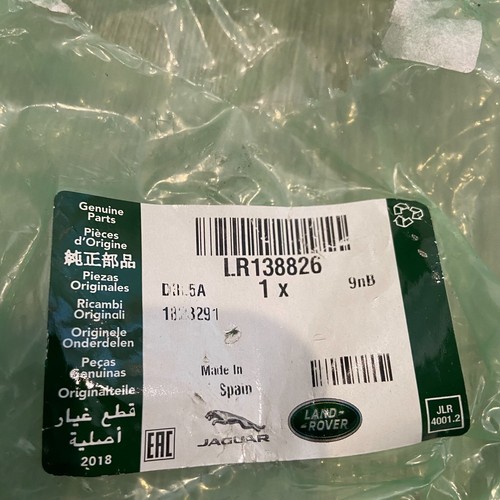 Genuine
Parts
Pièces
d'Origine
純正部品
Piezas
Originales
Ricambi
Originali
Originele
Onderdelen
Peças
Genuinas
Originalteile
قطع غيار
أصلية
2018
LR138826
1 x
9nB
Made In
Spain
EAC
JAGUAR
LAND-
-ROVER
JLR
4001.2